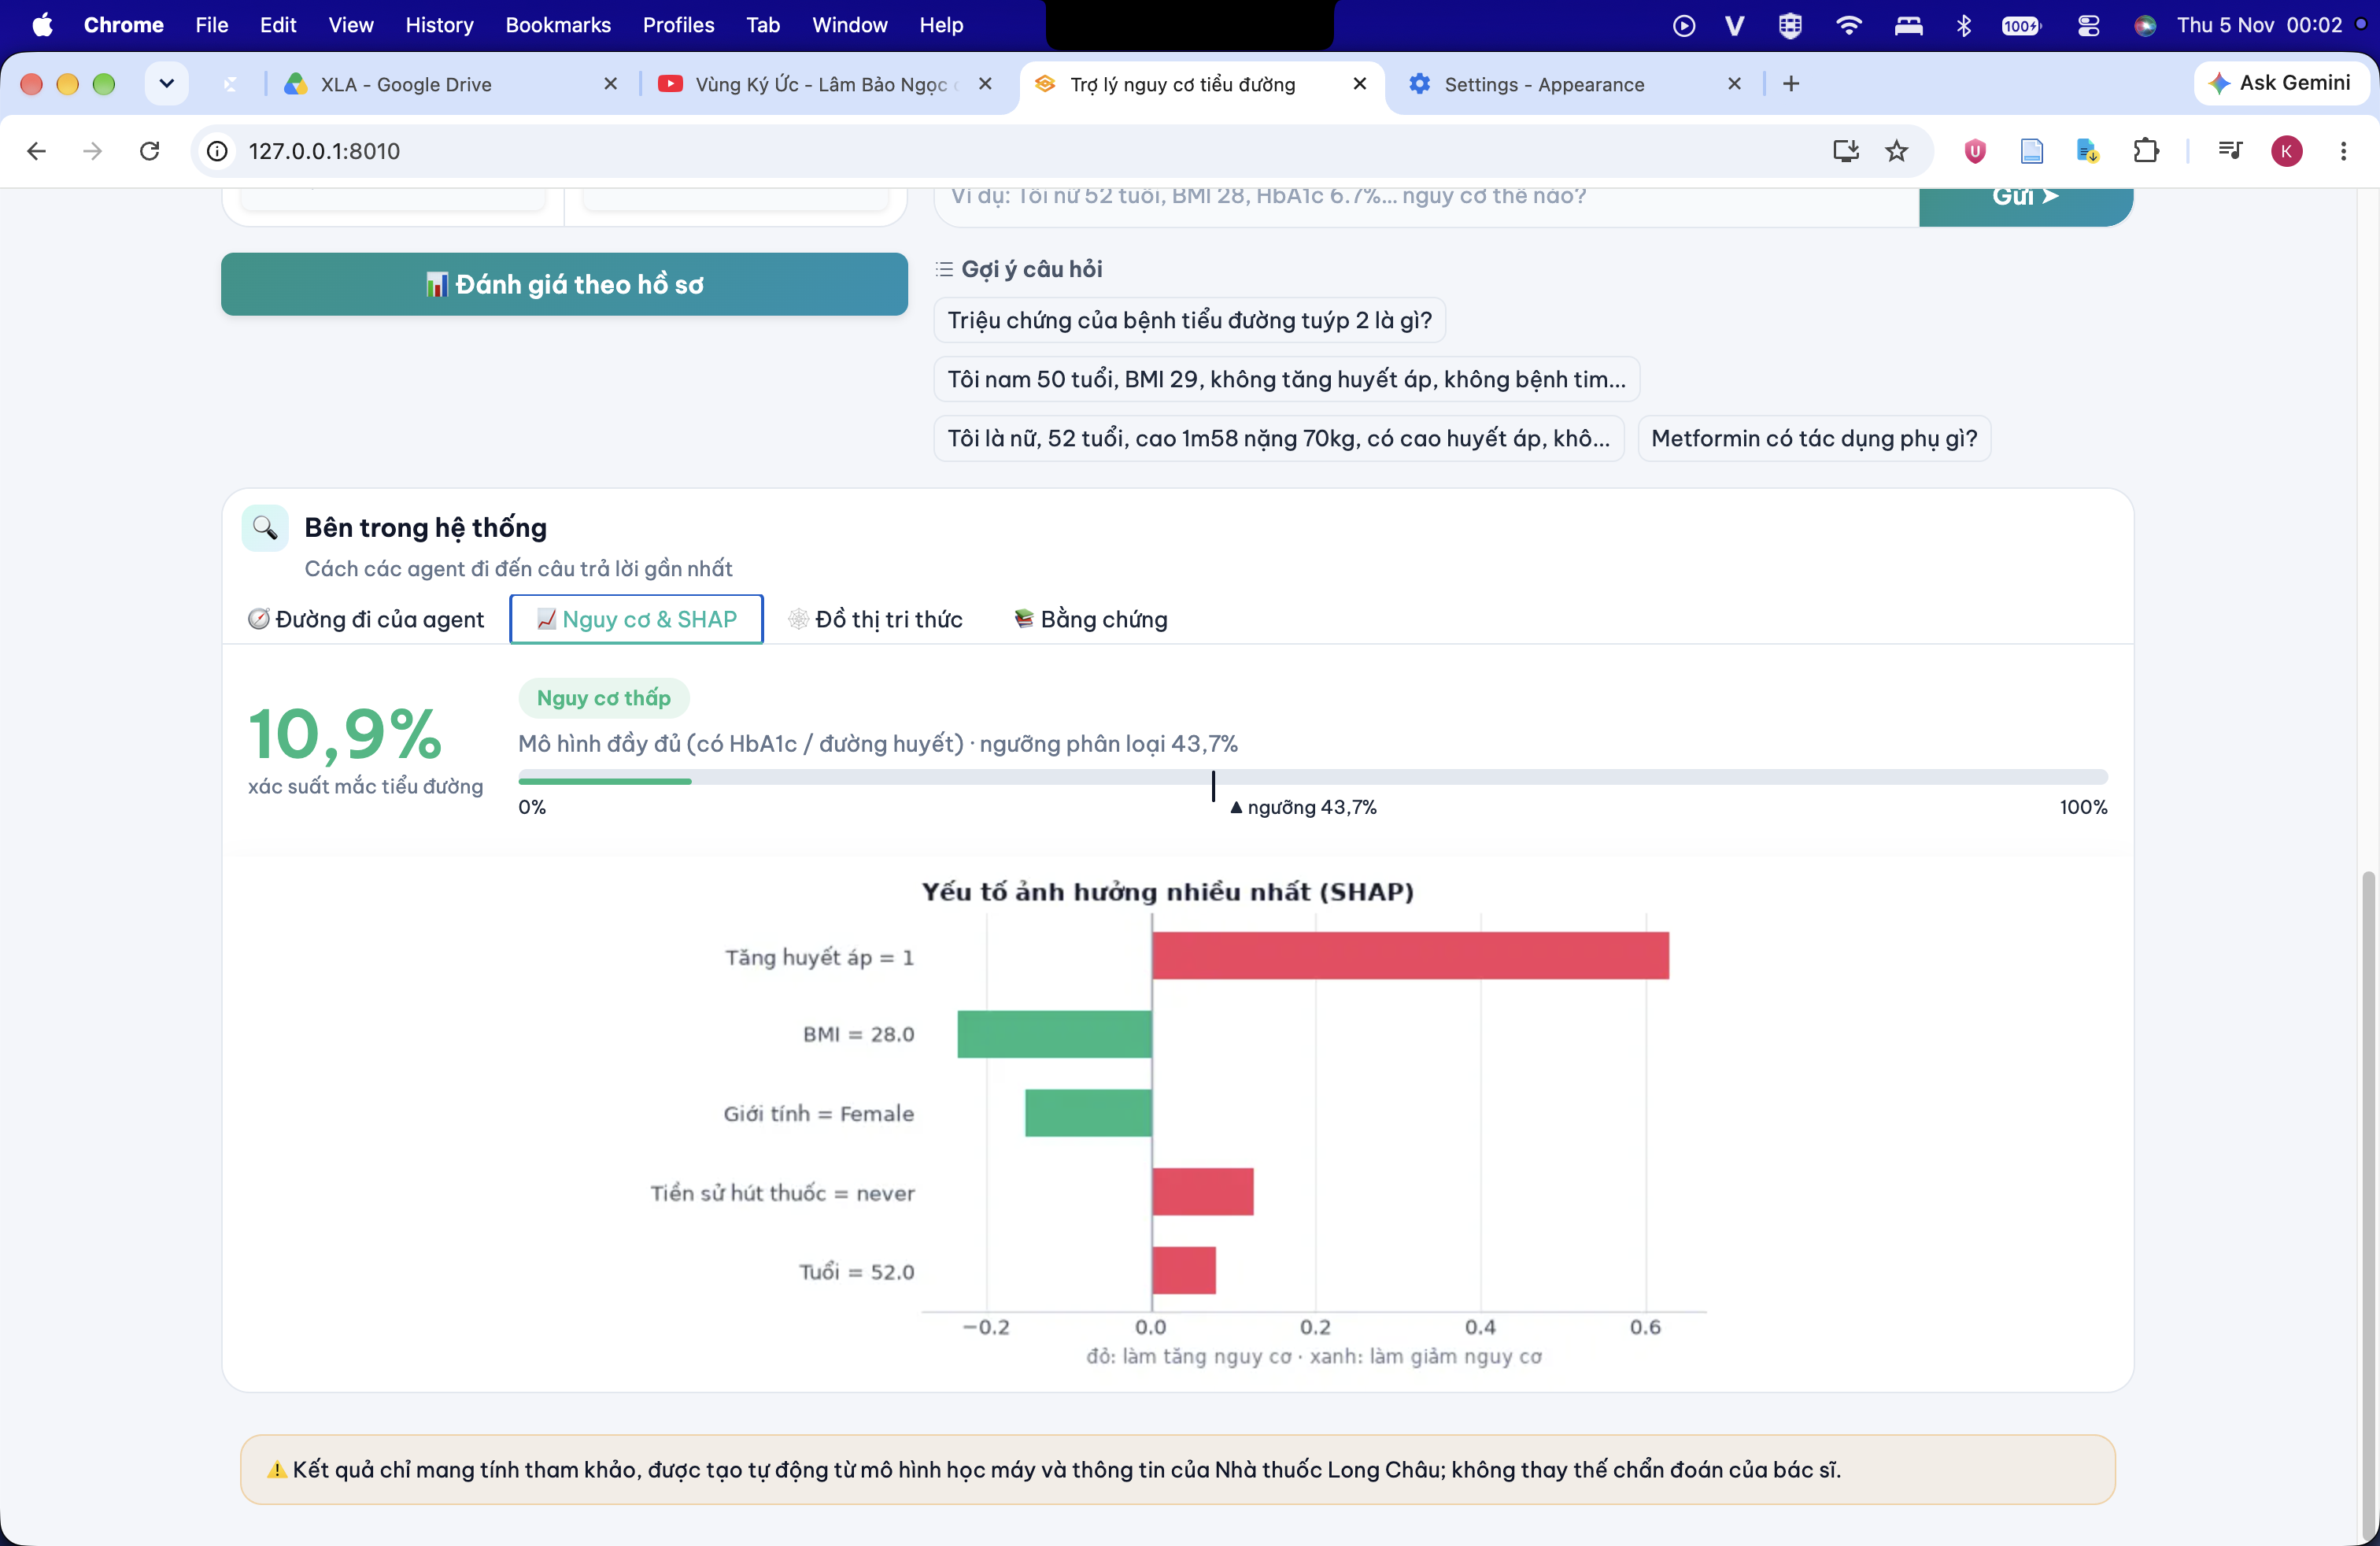 Chrome File Edit View History Bookmarks Profiles Tab Window Help 100 Thu 5 Nov 00:02
XLA - Google Drive Vùng Ký Ức - Lâm Bảo Ngọc Trợ lý nguy cơ tiểu đường Settings - Appearance Ask Gemini
127.0.0.1:8010 K
Ví dụ: Tôi nữ 52 tuổi, BMI 28, HbA1c 6.7%... nguy cơ thế nào? Gửi ➤
Đánh giá theo hồ sơ
Gợi ý câu hỏi
Triệu chứng của bệnh tiểu đường tuýp 2 là gì?
Tôi nam 50 tuổi, BMI 29, không tăng huyết áp, không bệnh tim...
Tôi là nữ, 52 tuổi, cao 1m58 nặng 70kg, có cao huyết áp, khô... Metformin có tác dụng phụ gì?
Bên trong hệ thống
Cách các agent đi đến câu trả lời gần nhất
Đường đi của agent Nguy cơ & SHAP Đồ thị tri thức Bằng chứng
Nguy cơ thấp
10,9%
Mô hình đầy đủ (có HbA1c / đường huyết) · ngưỡng phân loại 43,7%
xác suất mắc tiểu đường
0% ▲ ngưỡng 43,7% 100%
Yếu tố ảnh hưởng nhiều nhất (SHAP)
Tăng huyết áp = 1
BMI = 28.0
Giới tính = Female
Tiền sử hút thuốc = never
Tuổi = 52.0
−0.2 0.0 0.2 0.4 0.6
đỏ: làm tăng nguy cơ · xanh: làm giảm nguy cơ
⚠ Kết quả chỉ mang tính tham khảo, được tạo tự động từ mô hình học máy và thông tin của Nhà thuốc Long Châu; không thay thế chẩn đoán của bác sĩ.